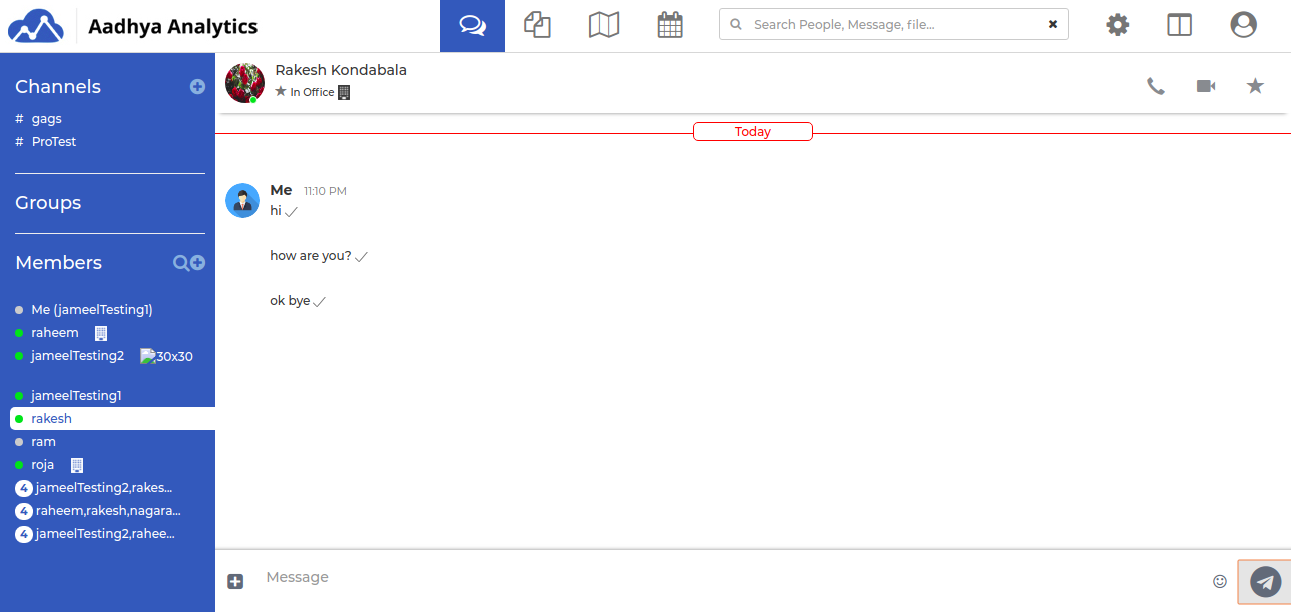 Aadhya Analytics
Search People, Message, file...
Channels
# gags
# ProTest
Groups
Members
Me (jameelTesting1)
raheem
jameelTesting2 30x30
jameelTesting1
rakesh
ram
roja
4 jameelTesting2,rakes...
4 raheem,rakesh,nagara...
4 jameelTesting2,rahee...
Rakesh Kondabala
In Office
Today
Me 11:10 PM
hi
how are you?
ok bye
Message